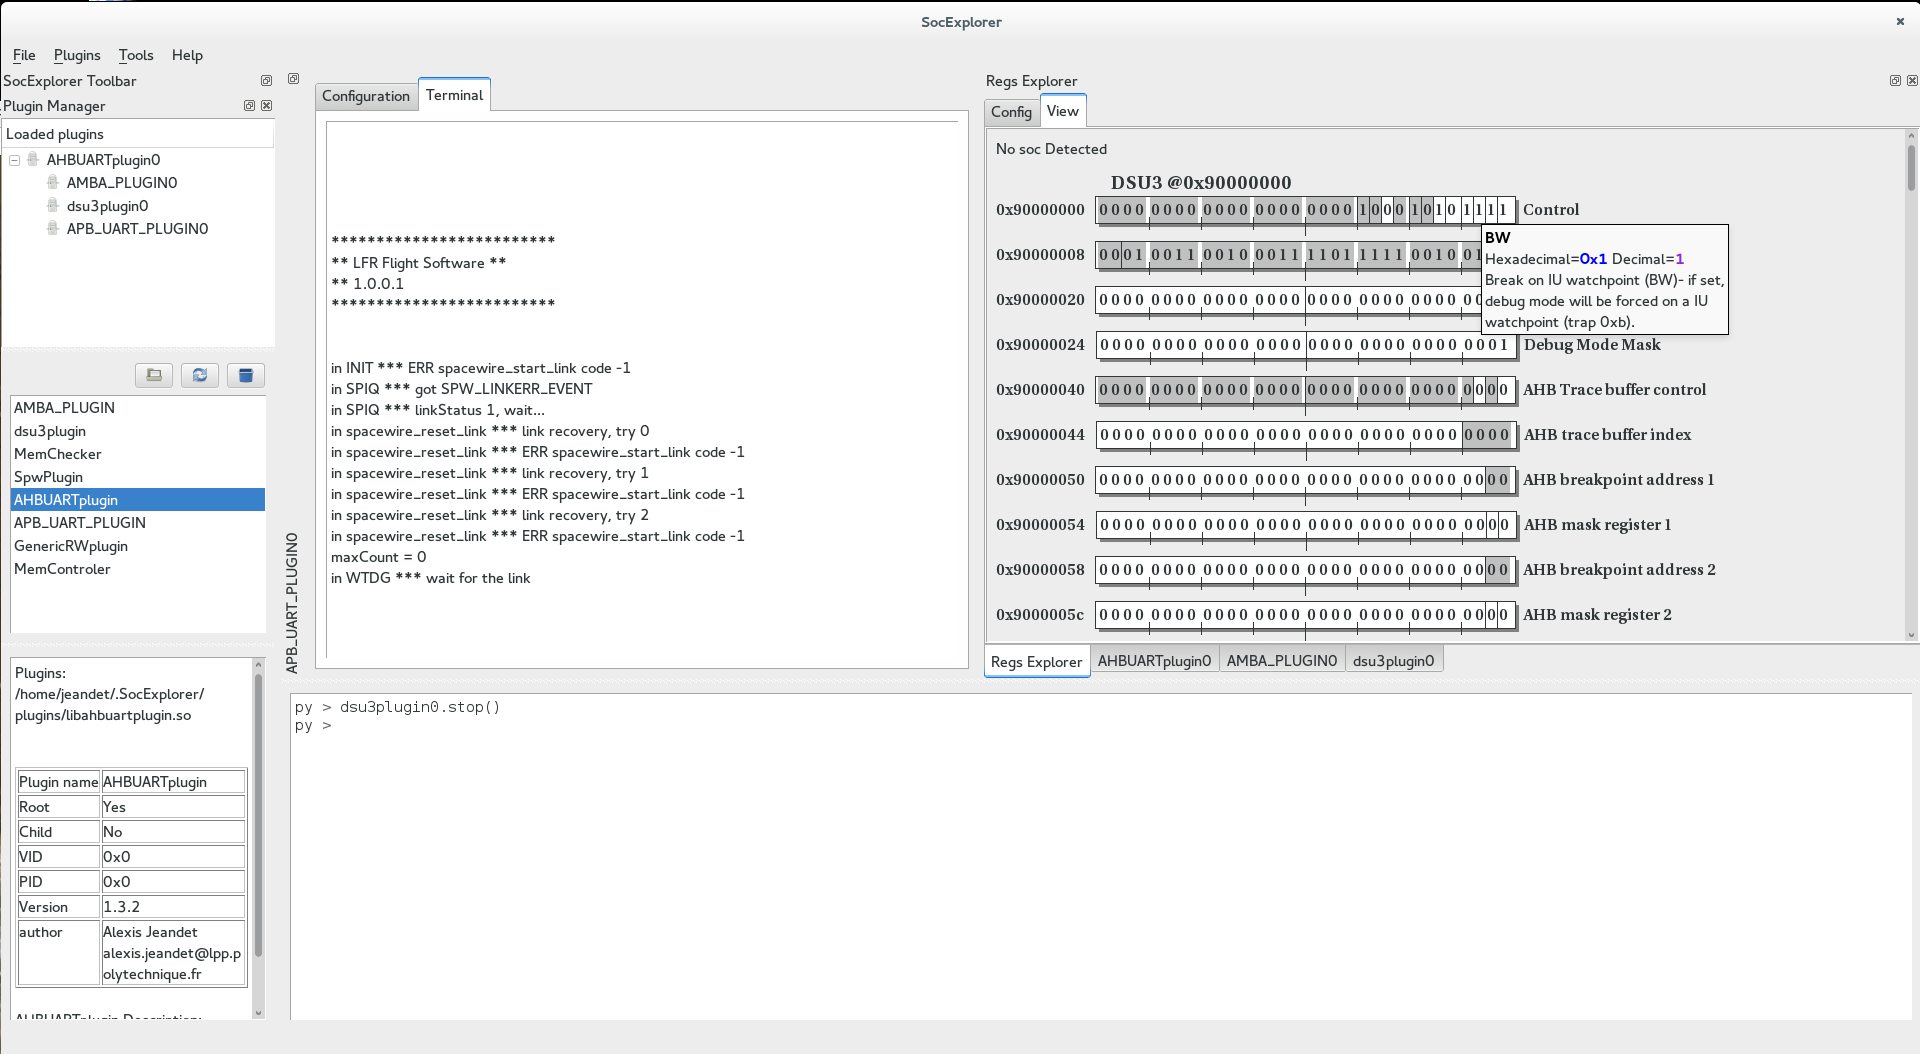 SocExplorer
File Plugins Tools Help
SocExplorer Toolbar
Plugin Manager
Loaded plugins
AHBUARTplugin0
AMBA_PLUGIN0
dsu3plugin0
APB_UART_PLUGIN0
AMBA_PLUGIN
dsu3plugin
MemChecker
SpwPlugin
AHBUARTplugin
APB_UART_PLUGIN
GenericRWplugin
MemControler
Plugins:
/home/jeandet/.SocExplorer/
plugins/libahbuartplugin.so
Plugin name AHBUARTplugin
Root Yes
Child No
VID 0x0
PID 0x0
Version 1.3.2
author Alexis Jeandet
alexis.jeandet@lpp.p
olytechnique.fr
AHBUARTplugin Description:
APB_UART_PLUGIN0
Configuration Terminal
*************************
** LFR Flight Software **
** 1.0.0.1
*************************
in INIT *** ERR spacewire_start_link code -1
in SPIQ *** got SPW_LINKERR_EVENT
in SPIQ *** linkStatus 1, wait...
in spacewire_reset_link *** link recovery, try 0
in spacewire_reset_link *** ERR spacewire_start_link code -1
in spacewire_reset_link *** link recovery, try 1
in spacewire_reset_link *** ERR spacewire_start_link code -1
in spacewire_reset_link *** link recovery, try 2
in spacewire_reset_link *** ERR spacewire_start_link code -1
maxCount = 0
in WTDG *** wait for the link
Regs Explorer
Config View
No soc Detected
DSU3 @0x90000000
0x90000000 0000 0000 0000 0000 0000 1000 1010 1111 Control
0x90000008 0001 0011 0010 0011 1101 1111 0010 01
0x90000020 0000 0000 0000 0000 0000 0000 0000 00
0x90000024 0000 0000 0000 0000 0000 0000 0000 0001 Debug Mode Mask
0x90000040 0000 0000 0000 0000 0000 0000 0000 0000 AHB Trace buffer control
0x90000044 0000 0000 0000 0000 0000 0000 0000 0000 AHB trace buffer index
0x90000050 0000 0000 0000 0000 0000 0000 0000 0000 AHB breakpoint address 1
0x90000054 0000 0000 0000 0000 0000 0000 0000 0000 AHB mask register 1
0x90000058 0000 0000 0000 0000 0000 0000 0000 0000 AHB breakpoint address 2
0x9000005c 0000 0000 0000 0000 0000 0000 0000 0000 AHB mask register 2
BW
Hexadecimal=0x1 Decimal=1
Break on IU watchpoint (BW)- if set,
debug mode will be forced on a IU
watchpoint (trap 0xb).
Regs Explorer AHBUARTplugin0 AMBA_PLUGIN0 dsu3plugin0
py > dsu3plugin0.stop()
py >